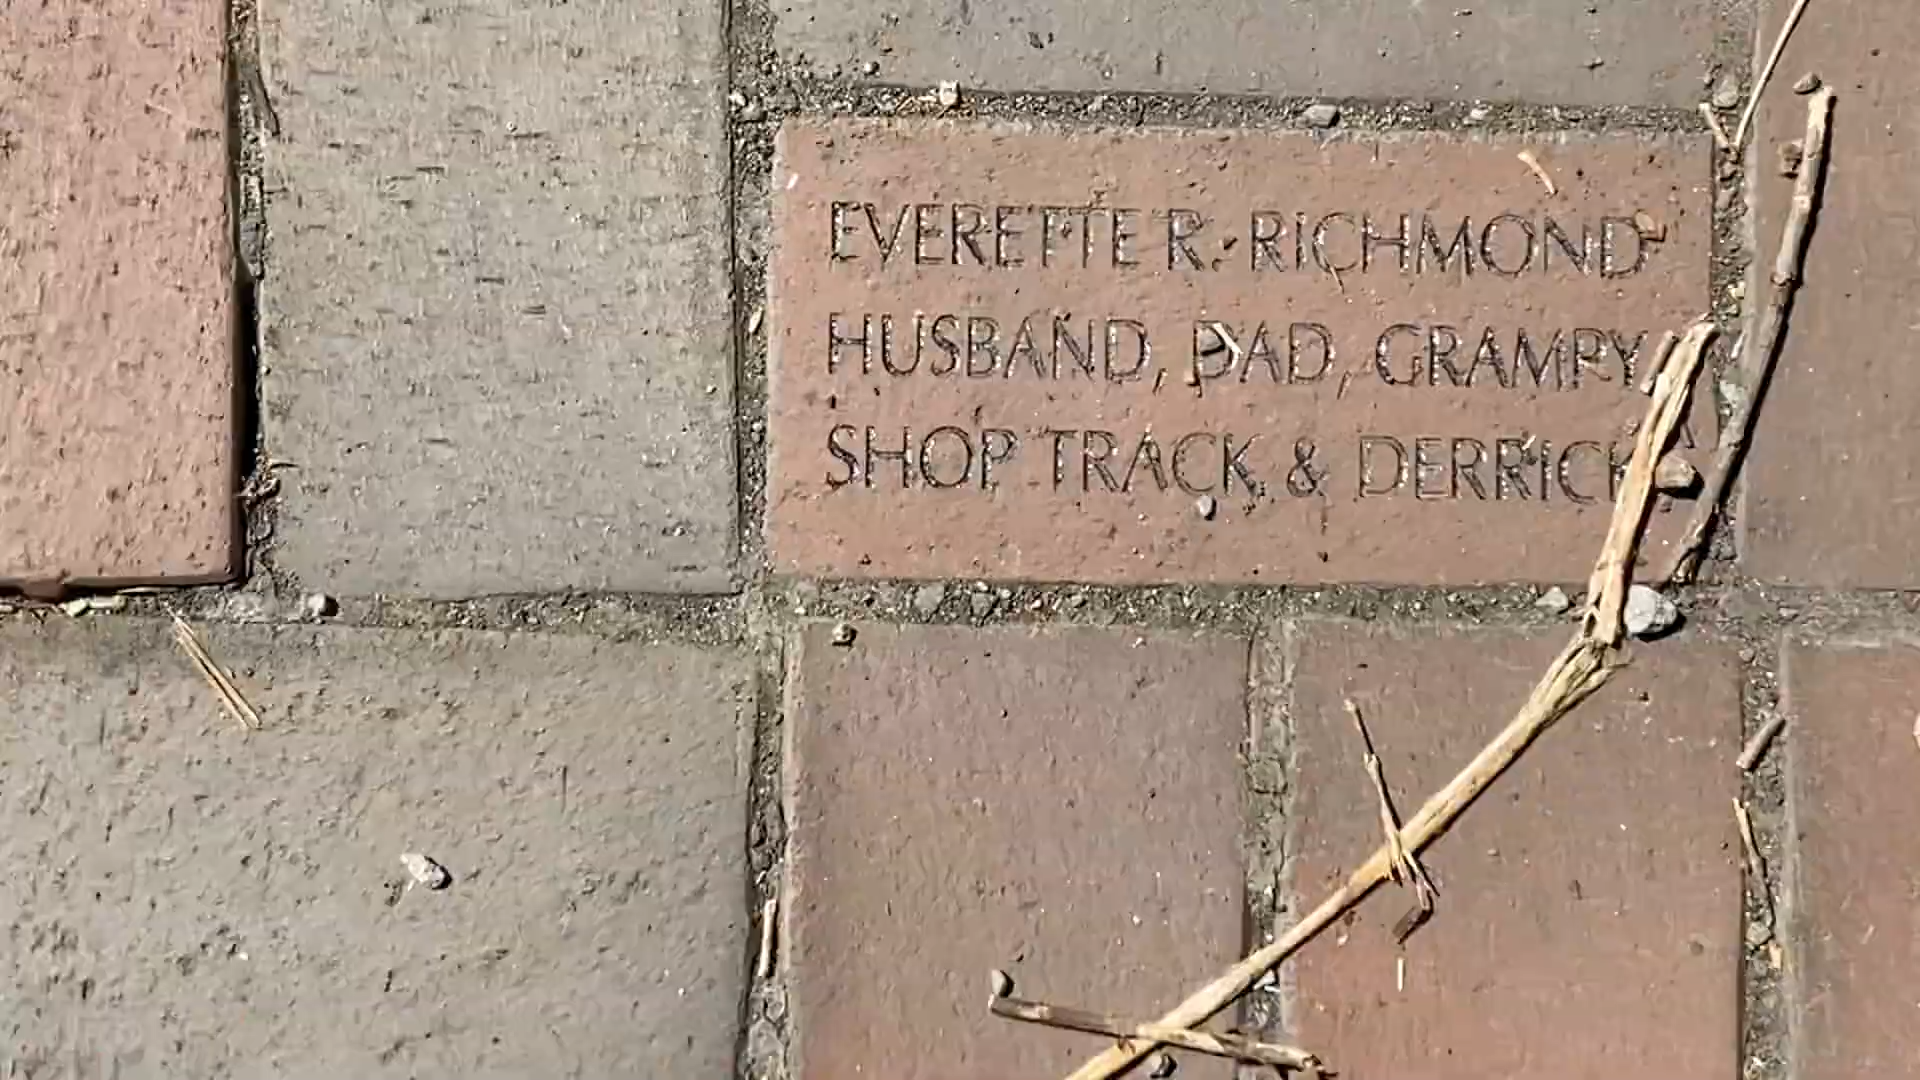 EVERETTE R. RICHMOND
HUSBAND, DAD, GRAMPY
SHOP TRACK & DERRICK